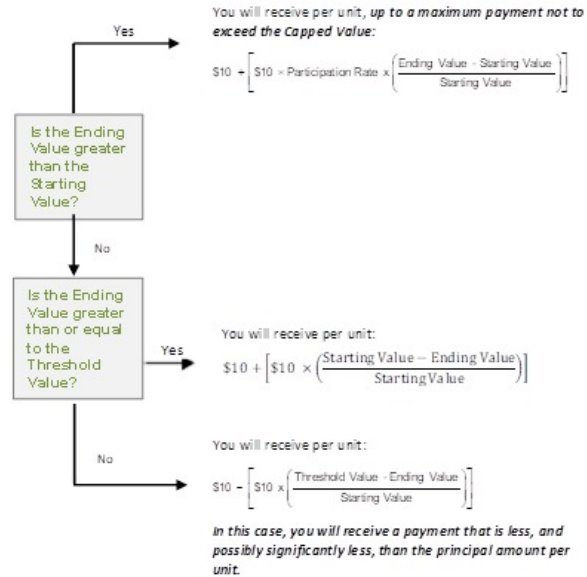 You will receive per unit, up to a maximum payment not to
exceed the Capped Value:
Yes
$10 + [$10 × Participation Rate x (Ending Value - Starting Value / Starting Value)]
Is the Ending
Value greater
than the
Starting
Value?
No
Is the Ending
Value greater
than or equal
to the
Threshold
Value?
Yes
You will receive per unit:
$10 + [$10 × (Starting Value − Ending Value / Starting Value)]
No
You will receive per unit:
$10 - [$10 x (Threshold Value - Ending Value / Starting Value)]
In this case, you will receive a payment that is less, and
possibly significantly less, than the principal amount per
unit.